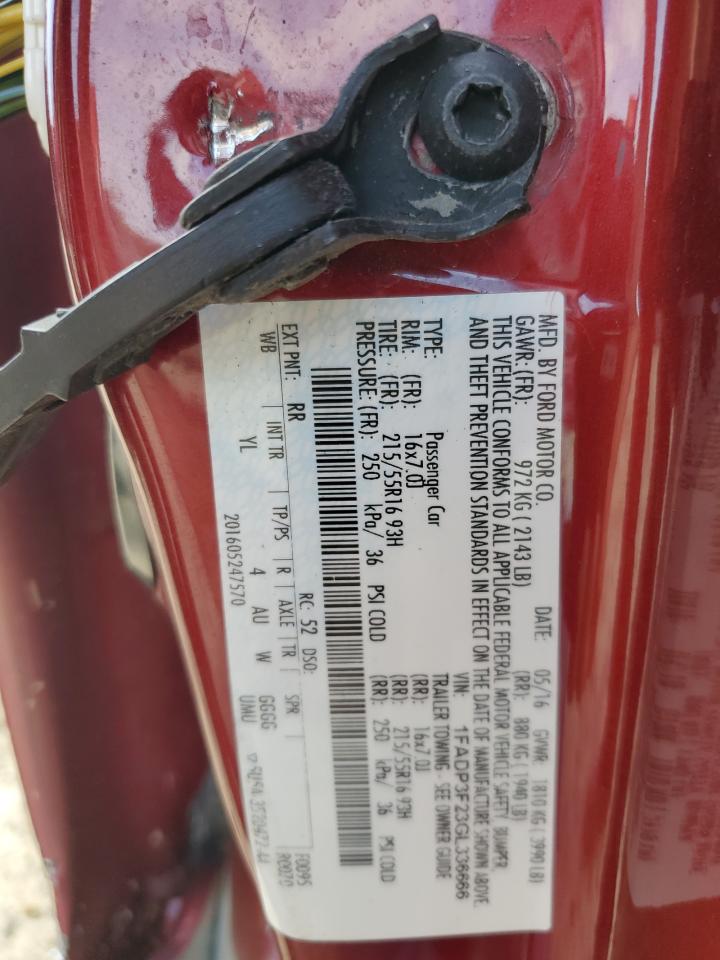 MFD. BY FORD MOTOR CO.
DATE: 05/16 GVWR: 1810 KG ( 3990 LB)
GAWR: (FR): 972 KG ( 2143 LB) (RR): 880 KG ( 1940 LB)
THIS VEHICLE CONFORMS TO ALL APPLICABLE FEDERAL MOTOR VEHICLE SAFETY BUMPER,
AND THEFT PREVENTION STANDARDS IN EFFECT ON THE DATE OF MANUFACTURE SHOWN ABOVE.
VIN: 1FADP3F23GL336666
TYPE: Passenger Car TRAILER TOWING - SEE OWNER GUIDE
RIM: (FR): 16x7.0J (RR): 16x7.0J
TIRE: (FR): 215/55R16 93H (RR): 215/55R16 93H
PRESSURE: (FR): 250 kPa/ 36 PSI COLD (RR): 250 kPa/ 36 PSI COLD
EXT PNT: RR RC: 52 DSO: F0095
WB INT TR TP/PS R AXLE TR SPR R0020
YL 4 AU W GGGG
201605247570 UMU